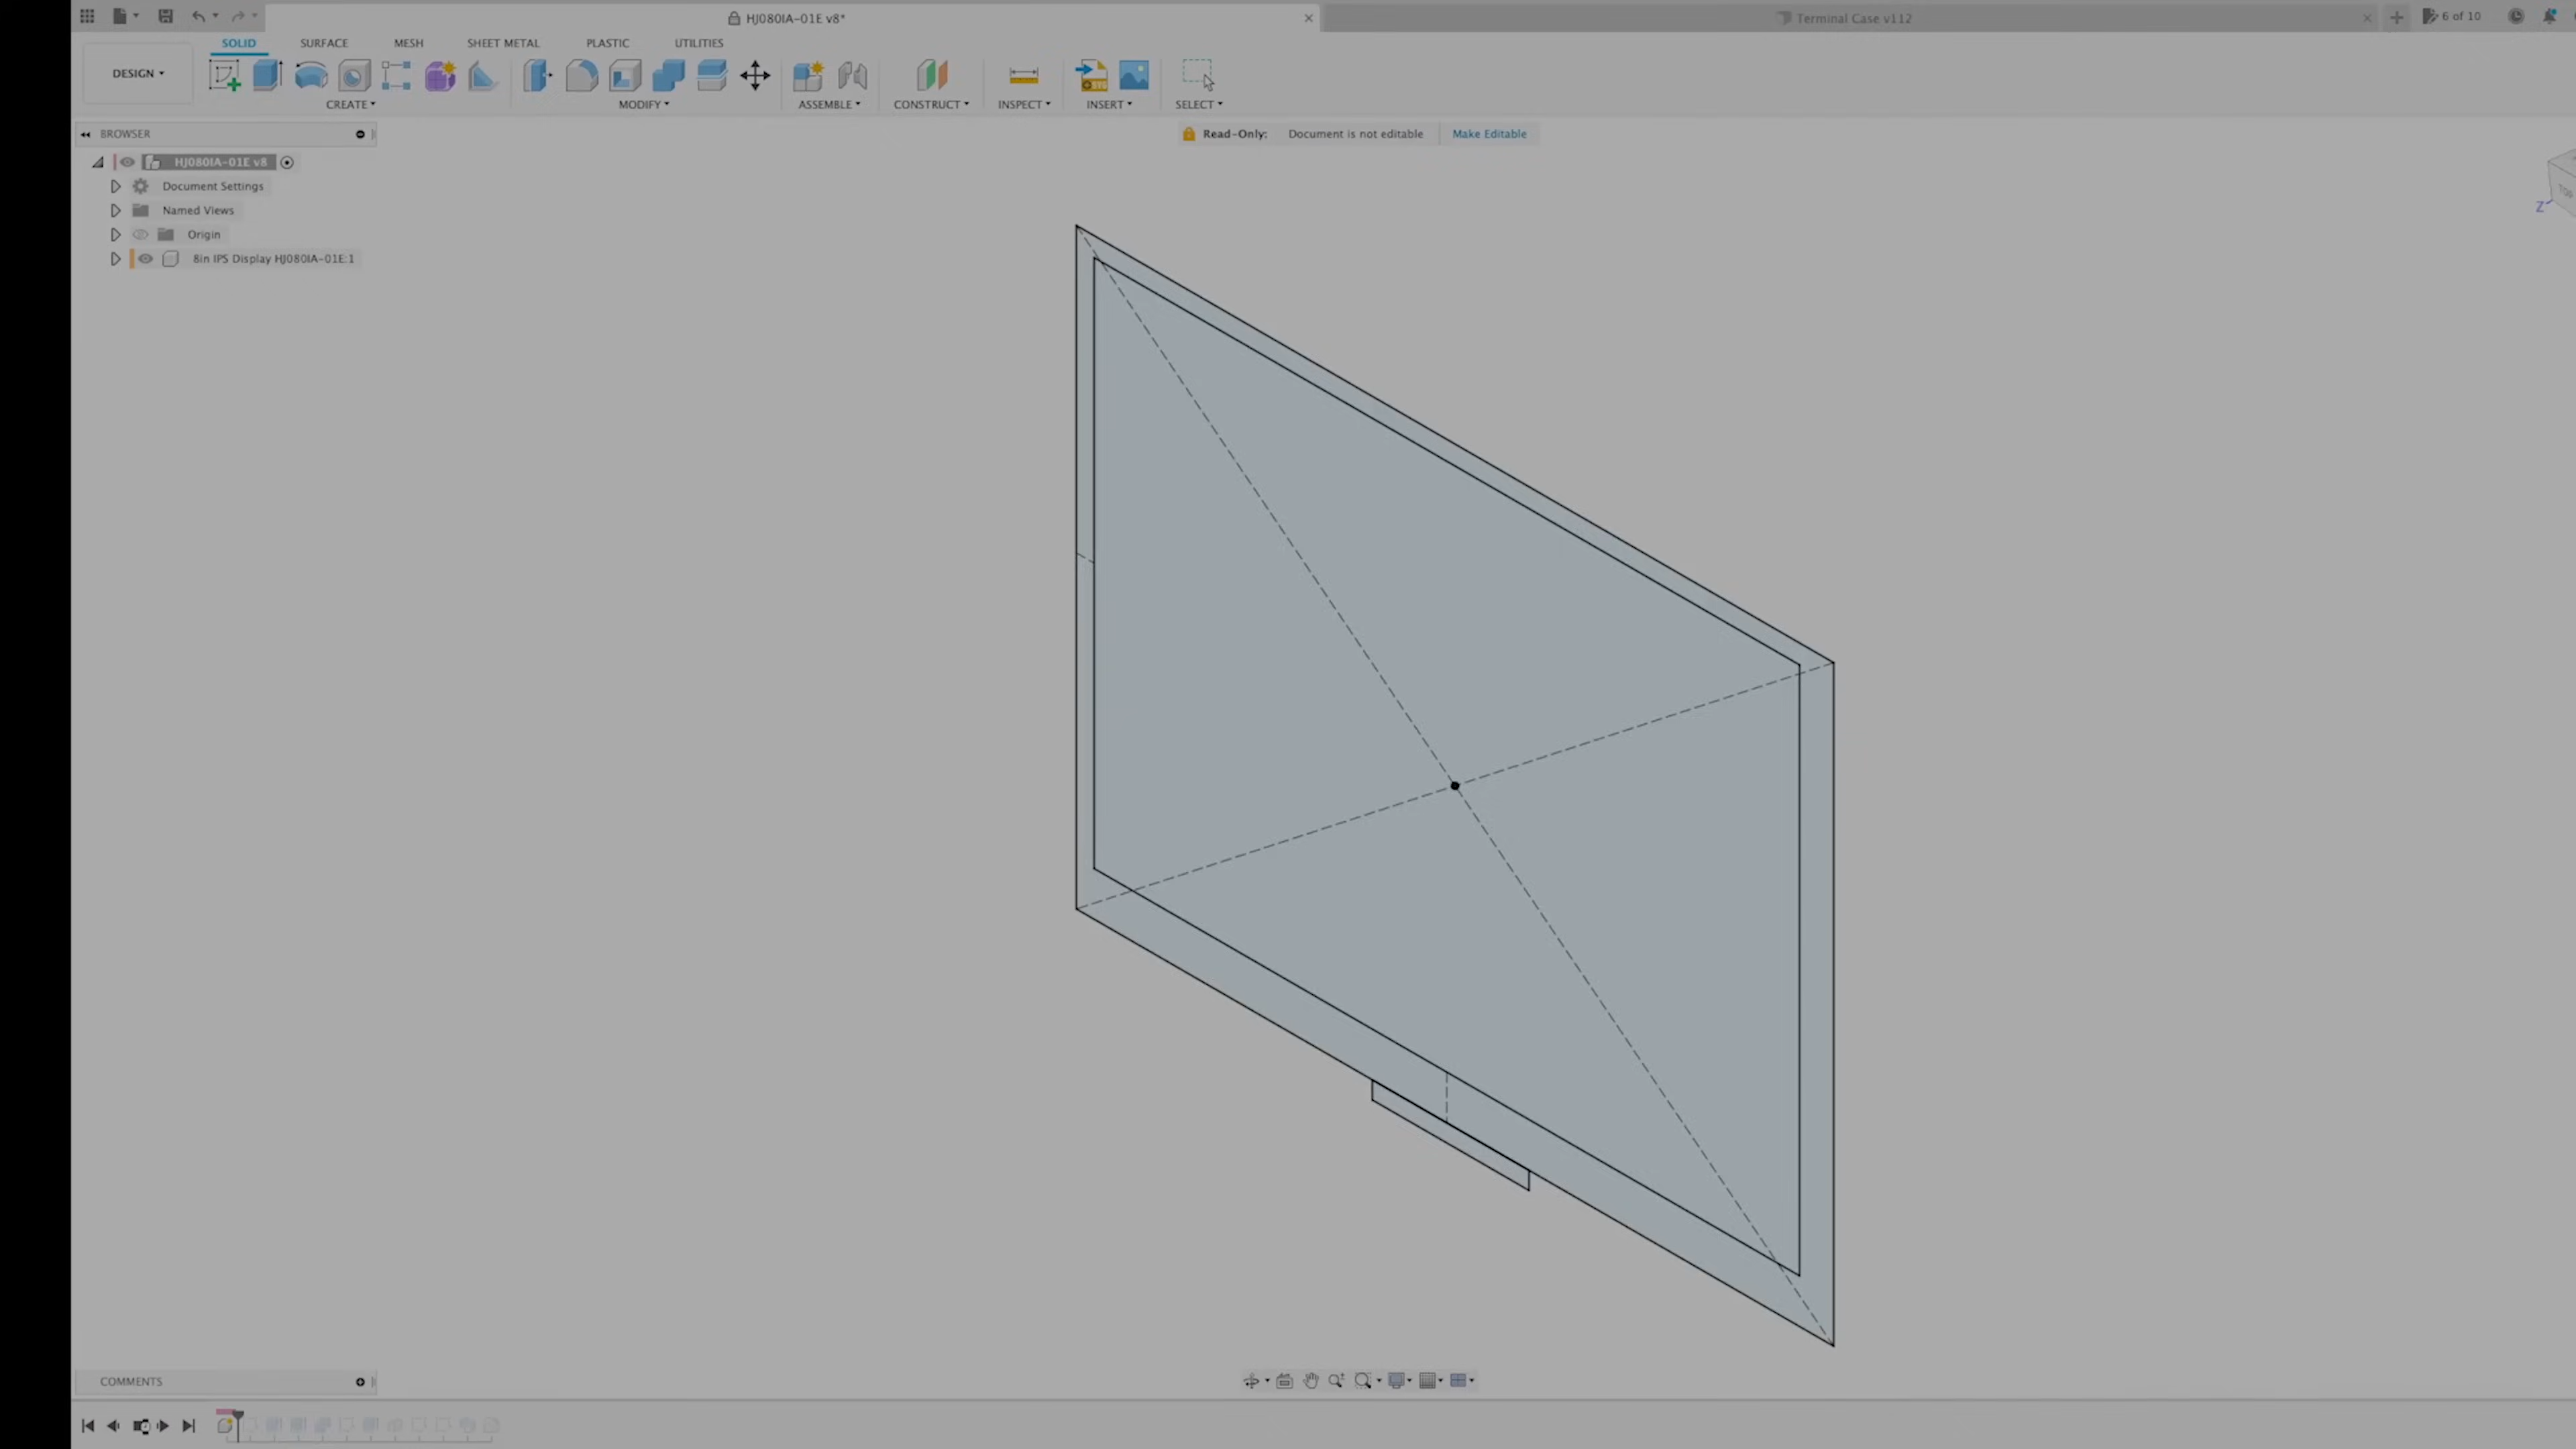 HJ080IA-01E v8*
Terminal Case v112
6 of 10
SOLID SURFACE MESH SHEET METAL PLASTIC UTILITIES
DESIGN
CREATE MODIFY ASSEMBLE CONSTRUCT INSPECT INSERT SELECT
SVG
BROWSER
Read-Only: Document is not editable Make Editable
HJ080IA-01E v8
Document Settings
Named Views
Origin
8in IPS Display HJ080IA-01E:1
TOP
Z
COMMENTS